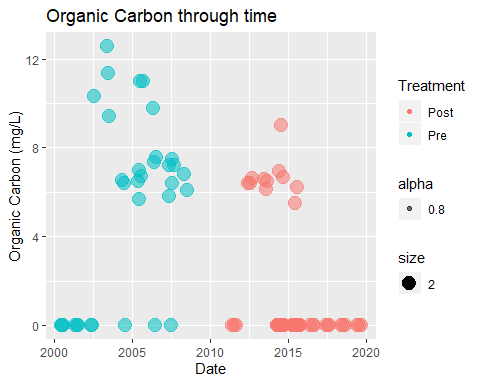 Organic Carbon through time
Organic Carbon (mg/L)
12
8
4
0
2000 2005 2010 2015 2020
Date
Treatment
Post
Pre
alpha
0.8
size
2